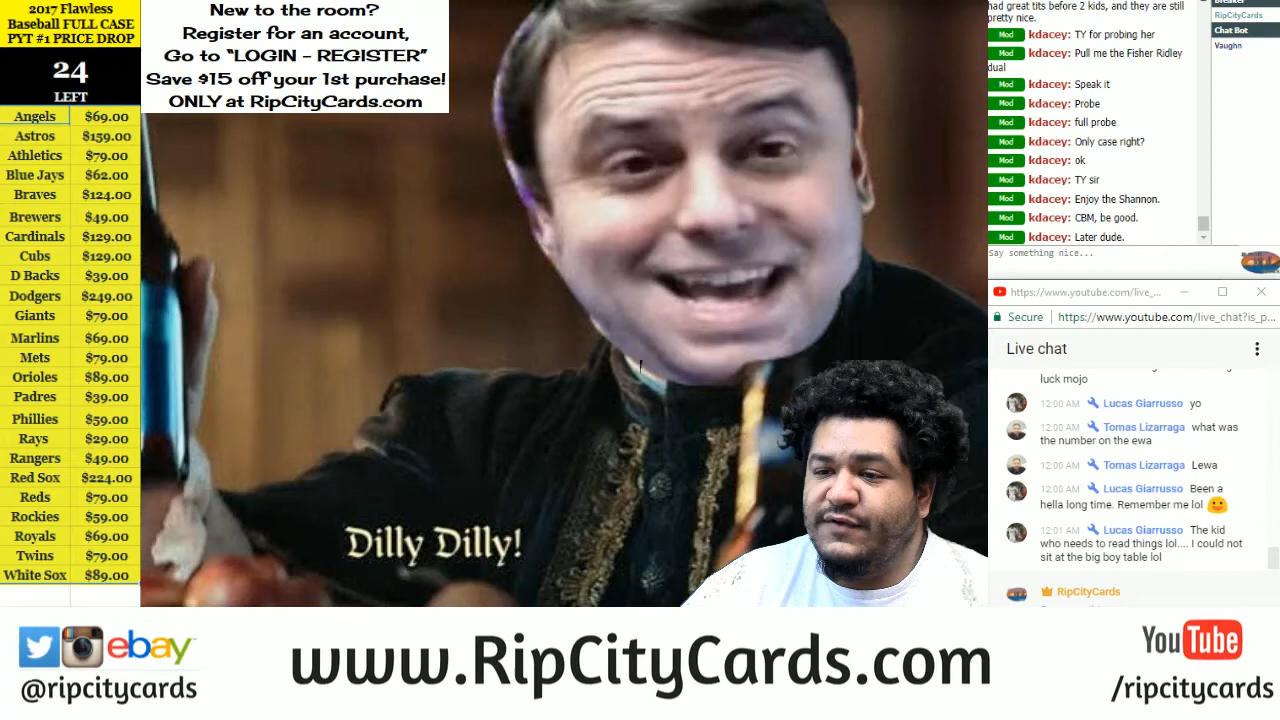 2017 Flawless
Baseball FULL CASE
PYT #1 PRICE DROP
24
LEFT
Angels $69.00
Astros $159.00
Athletics $79.00
Blue Jays $62.00
Braves $124.00
Brewers $49.00
Cardinals $129.00
Cubs $129.00
D Backs $39.00
Dodgers $249.00
Giants $79.00
Marlins $69.00
Mets $79.00
Orioles $89.00
Padres $39.00
Phillies $59.00
Rays $29.00
Rangers $49.00
Red Sox $224.00
Reds $79.00
Rockies $59.00
Royals $69.00
Twins $79.00
White Sox $89.00
New to the room?
Register for an account,
Go to “LOGIN - REGISTER”
Save $15 off your 1st purchase!
ONLY at RipCityCards.com
Dilly Dilly!
had great tits before 2 kids, and they are still
pretty nice.
Mod kdacey: TY for probing her
Mod kdacey: Pull me the Fisher Ridley
dual
Mod kdacey: Speak it
Mod kdacey: Probe
Mod kdacey: full probe
Mod kdacey: Only case right?
Mod kdacey: ok
Mod kdacey: TY sir
Mod kdacey: Enjoy the Shannon.
Mod kdacey: CBM, be good.
Mod kdacey: Later dude.
Say something nice...
RipCityCards
Chat Bot
Vaughn
https://www.youtube.com/live_...
Secure https://www.youtube.com/live_chat?is_p...
Live chat
luck mojo
12:00 AM Lucas Giarrusso yo
12:00 AM Tomas Lizarraga what was
the number on the ewa
12:00 AM Tomas Lizarraga Lewa
12:00 AM Lucas Giarrusso Been a
hella long time. Remember me lol
12:01 AM Lucas Giarrusso The kid
who needs to read things lol.... I could not
sit at the big boy table lol
RipCityCards
ebay
@ripcitycards
www.RipCityCards.com
YouTube
/ripcitycards